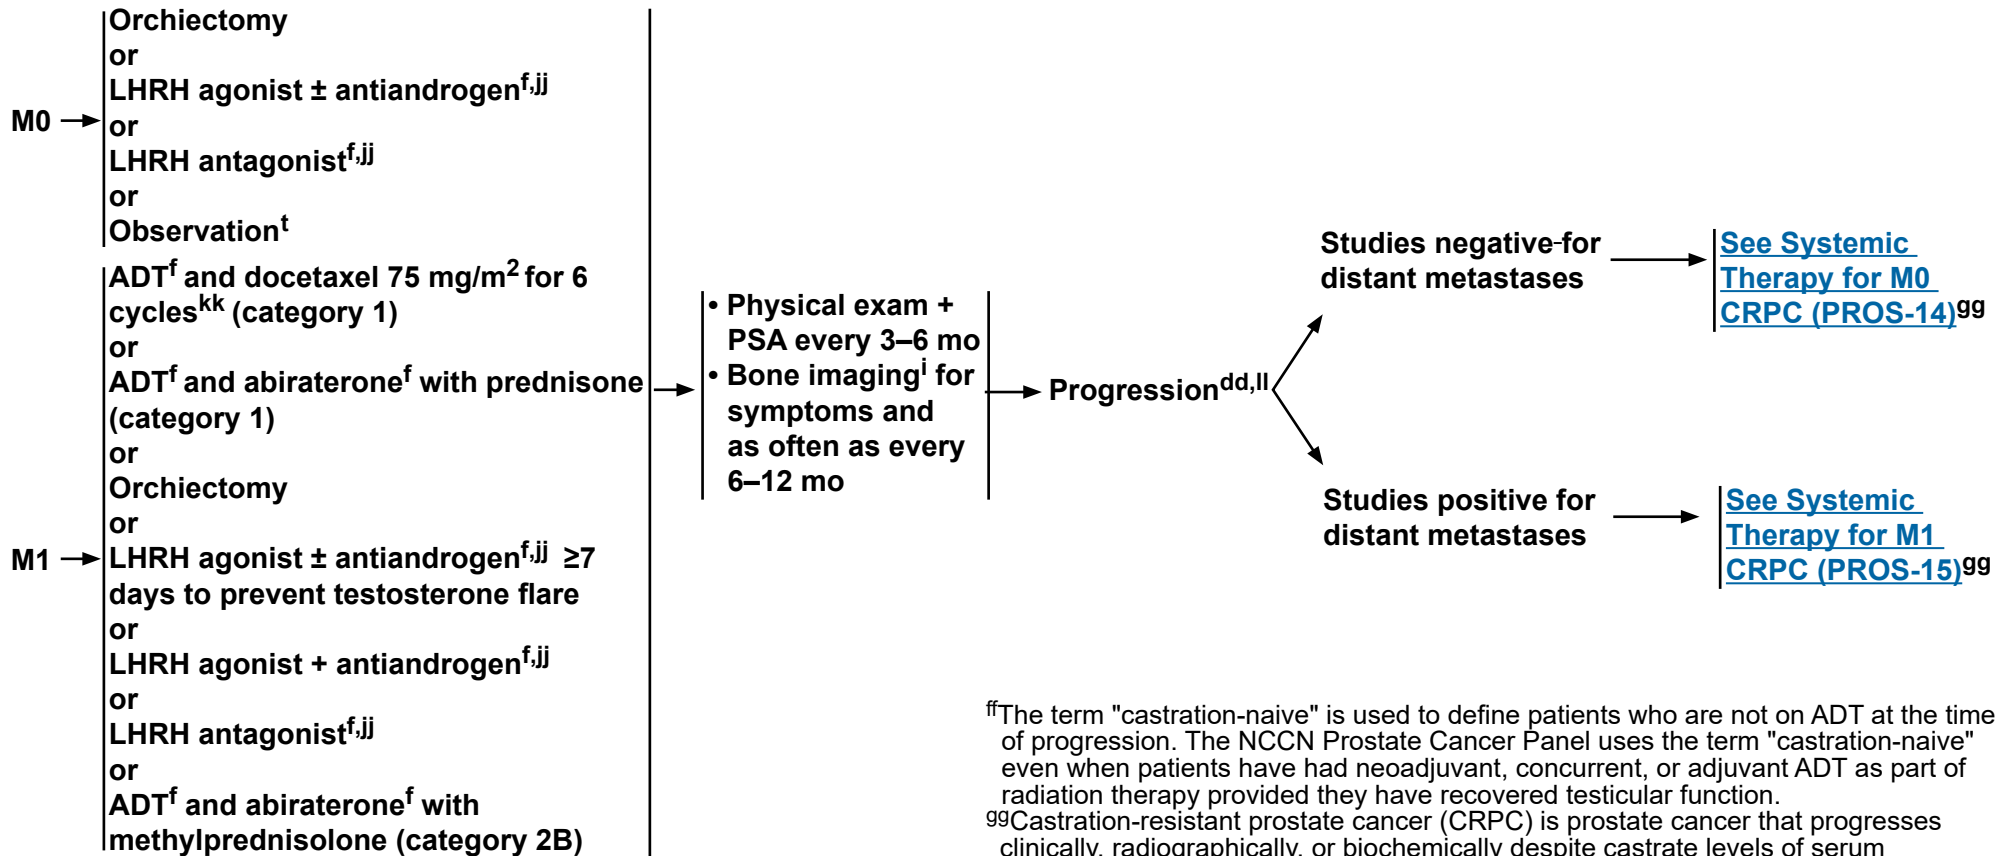 M0
Orchiectomy
or
LHRH agonist ± antiandrogenf,jj
or
LHRH antagonistf,jj
or
Observationt
M1
ADTf and docetaxel 75 mg/m2 for 6
cycleskk (category 1)
or
ADTf and abirateronef with prednisone
(category 1)
or
Orchiectomy
or
LHRH agonist ± antiandrogenf,jj ≥7
days to prevent testosterone flare
or
LHRH agonist + antiandrogenf,jj
or
LHRH antagonistf,jj
or
ADTf and abirateronef with
methylprednisolone (category 2B)
• Physical exam +
PSA every 3–6 mo
• Bone imagingi for
symptoms and
as often as every
6–12 mo
Progressiondd,ll
Studies negative-for
distant metastases
See Systemic
Therapy for M0
CRPC (PROS-14)gg
Studies positive for
distant metastases
See Systemic
Therapy for M1
CRPC (PROS-15)gg
ffThe term "castration-naive" is used to define patients who are not on ADT at the time
of progression. The NCCN Prostate Cancer Panel uses the term "castration-naive"
even when patients have had neoadjuvant, concurrent, or adjuvant ADT as part of
radiation therapy provided they have recovered testicular function.
ggCastration-resistant prostate cancer (CRPC) is prostate cancer that progresses
clinically, radiographically, or biochemically despite castrate levels of serum